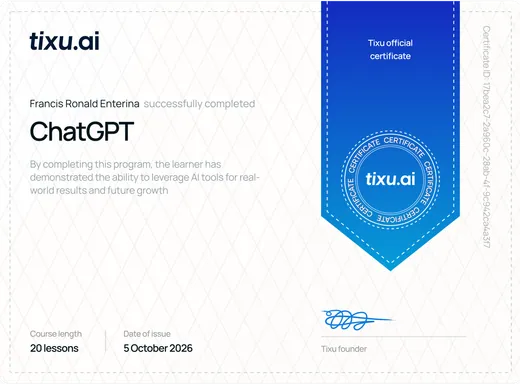 tixu.ai
Tixu official
certificate
Francis Ronald Enterina successfully completed
ChatGPT
By completing this program, the learner has
demonstrated the ability to leverage AI tools for real-
world results and future growth
CERTIFICATE CERTIFICATE CERTIFICATE CERTIFICATE
tixu.ai
Certificate ID
Course length
20 lessons
Date of issue
5 October 2026
Tixu founder